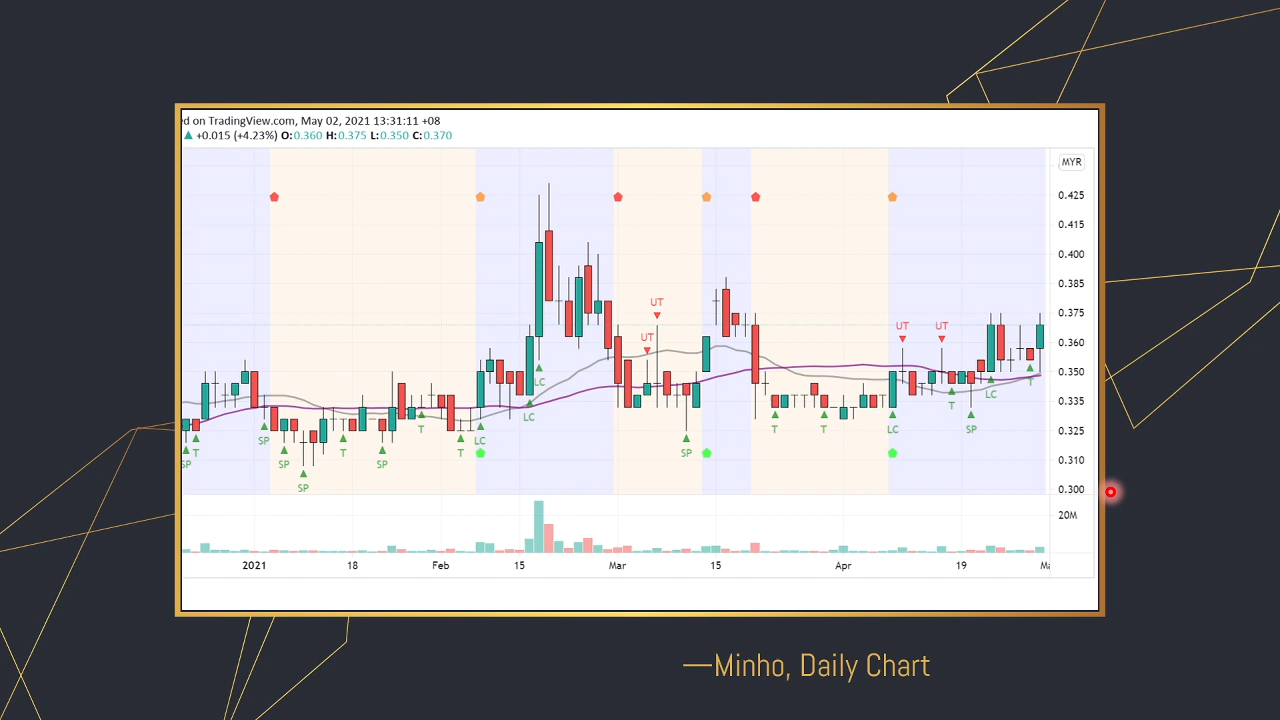 ed on TradingView.com, May 02, 2021 13:31:11 +08
▲ +0.015 (+4.23%) O:0.360 H:0.375 L:0.350 C:0.370
MYR
0.425
0.415
0.400
0.385
UT
0.375
UT UT UT
0.360
0.350
LC LC T
LC T 0.335
T T T LC SP
SP LC 0.325
SP T T T SP
SP SP SP 0.310
SP 0.300
20M
2021 18 Feb 15 Mar 15 Apr 19 Ma
—Minho, Daily Chart